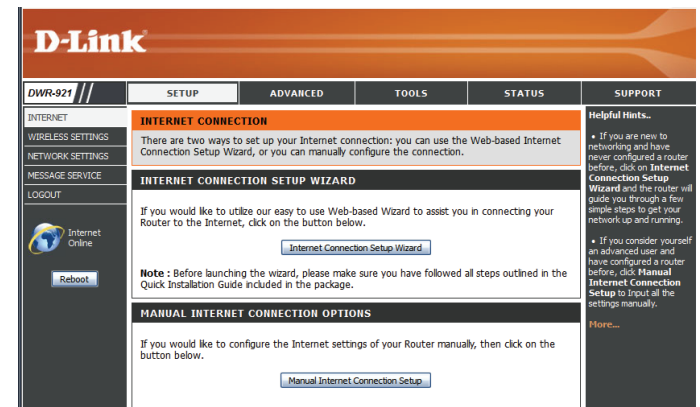 D-Link
DWR-921
SETUP
ADVANCED
TOOLS
STATUS
SUPPORT
INTERNET
WIRELESS SETTINGS
NETWORK SETTINGS
MESSAGE SERVICE
LOGOUT
Internet
Online
Reboot
INTERNET CONNECTION
There are two ways to set up your Internet connection: you can use the Web-based Internet
Connection Setup Wizard, or you can manually configure the connection.
INTERNET CONNECTION SETUP WIZARD
If you would like to utilize our easy to use Web-based Wizard to assist you in connecting your
Router to the Internet, click on the button below.
Internet Connection Setup Wizard
Note : Before launching the wizard, please make sure you have followed all steps outlined in the
Quick Installation Guide included in the package.
MANUAL INTERNET CONNECTION OPTIONS
If you would like to configure the Internet settings of your Router manually, then click on the
button below.
Manual Internet Connection Setup
Helpful Hints..
• If you are new to
networking and have
never configured a router
before, click on Internet
Connection Setup
Wizard and the router will
guide you through a few
simple steps to get your
network up and running.
• If you consider yourself
an advanced user and
have configured a router
before, click Manual
Internet Connection
Setup to Input all the
settings manually.
More...